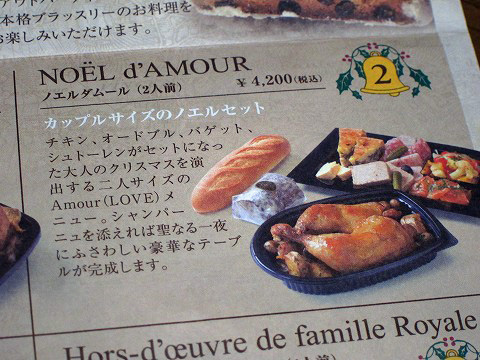 本格ブラッスリーのお料理を
お楽しみいただけます。
NOËL d'AMOUR
ノエルダムール(2人前) ¥4,200(税込)
2
カップルサイズのノエルセット
チキン、オードブル、バゲット、
シュトーレンがセットになっ
た大人のクリスマスを演
出する二人サイズの
Amour(LOVE)メ
ニュー。シャンパー
ニュを添えれば聖なる一夜
にふさわしい豪華なテーブ
ルが完成します。
Hors-d'œuvre de famille Royale